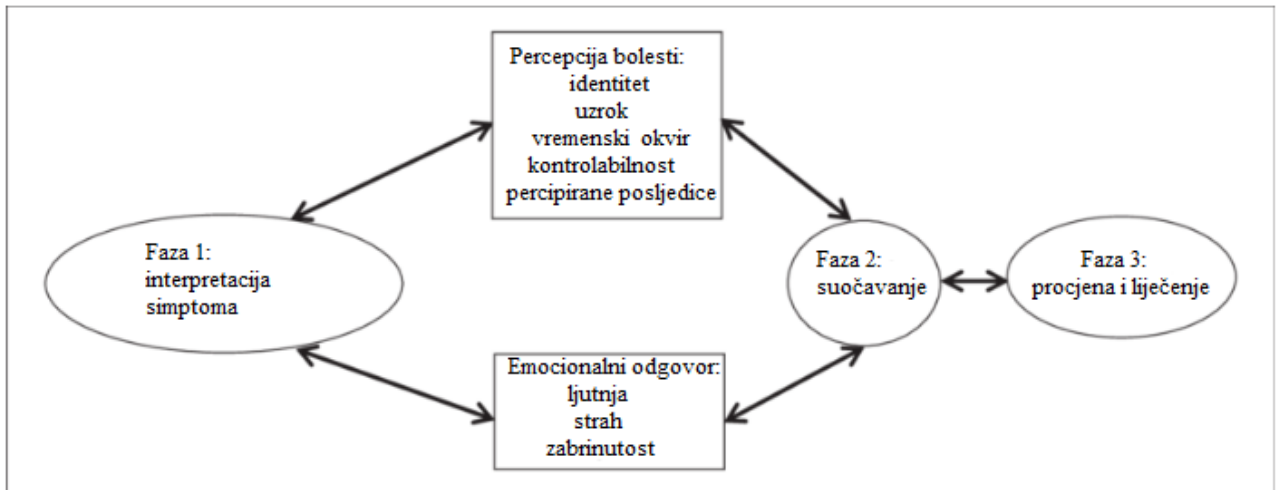 Percepcija bolesti:
identitet
uzrok
vremenski okvir
kontrolabilnost
percipirane posljedice
Faza 1:
interpretacija
simptoma
Faza 2:
suočavanje
Faza 3:
procjena i liječenje
Emocionalni odgovor:
ljutnja
strah
zabrinutost